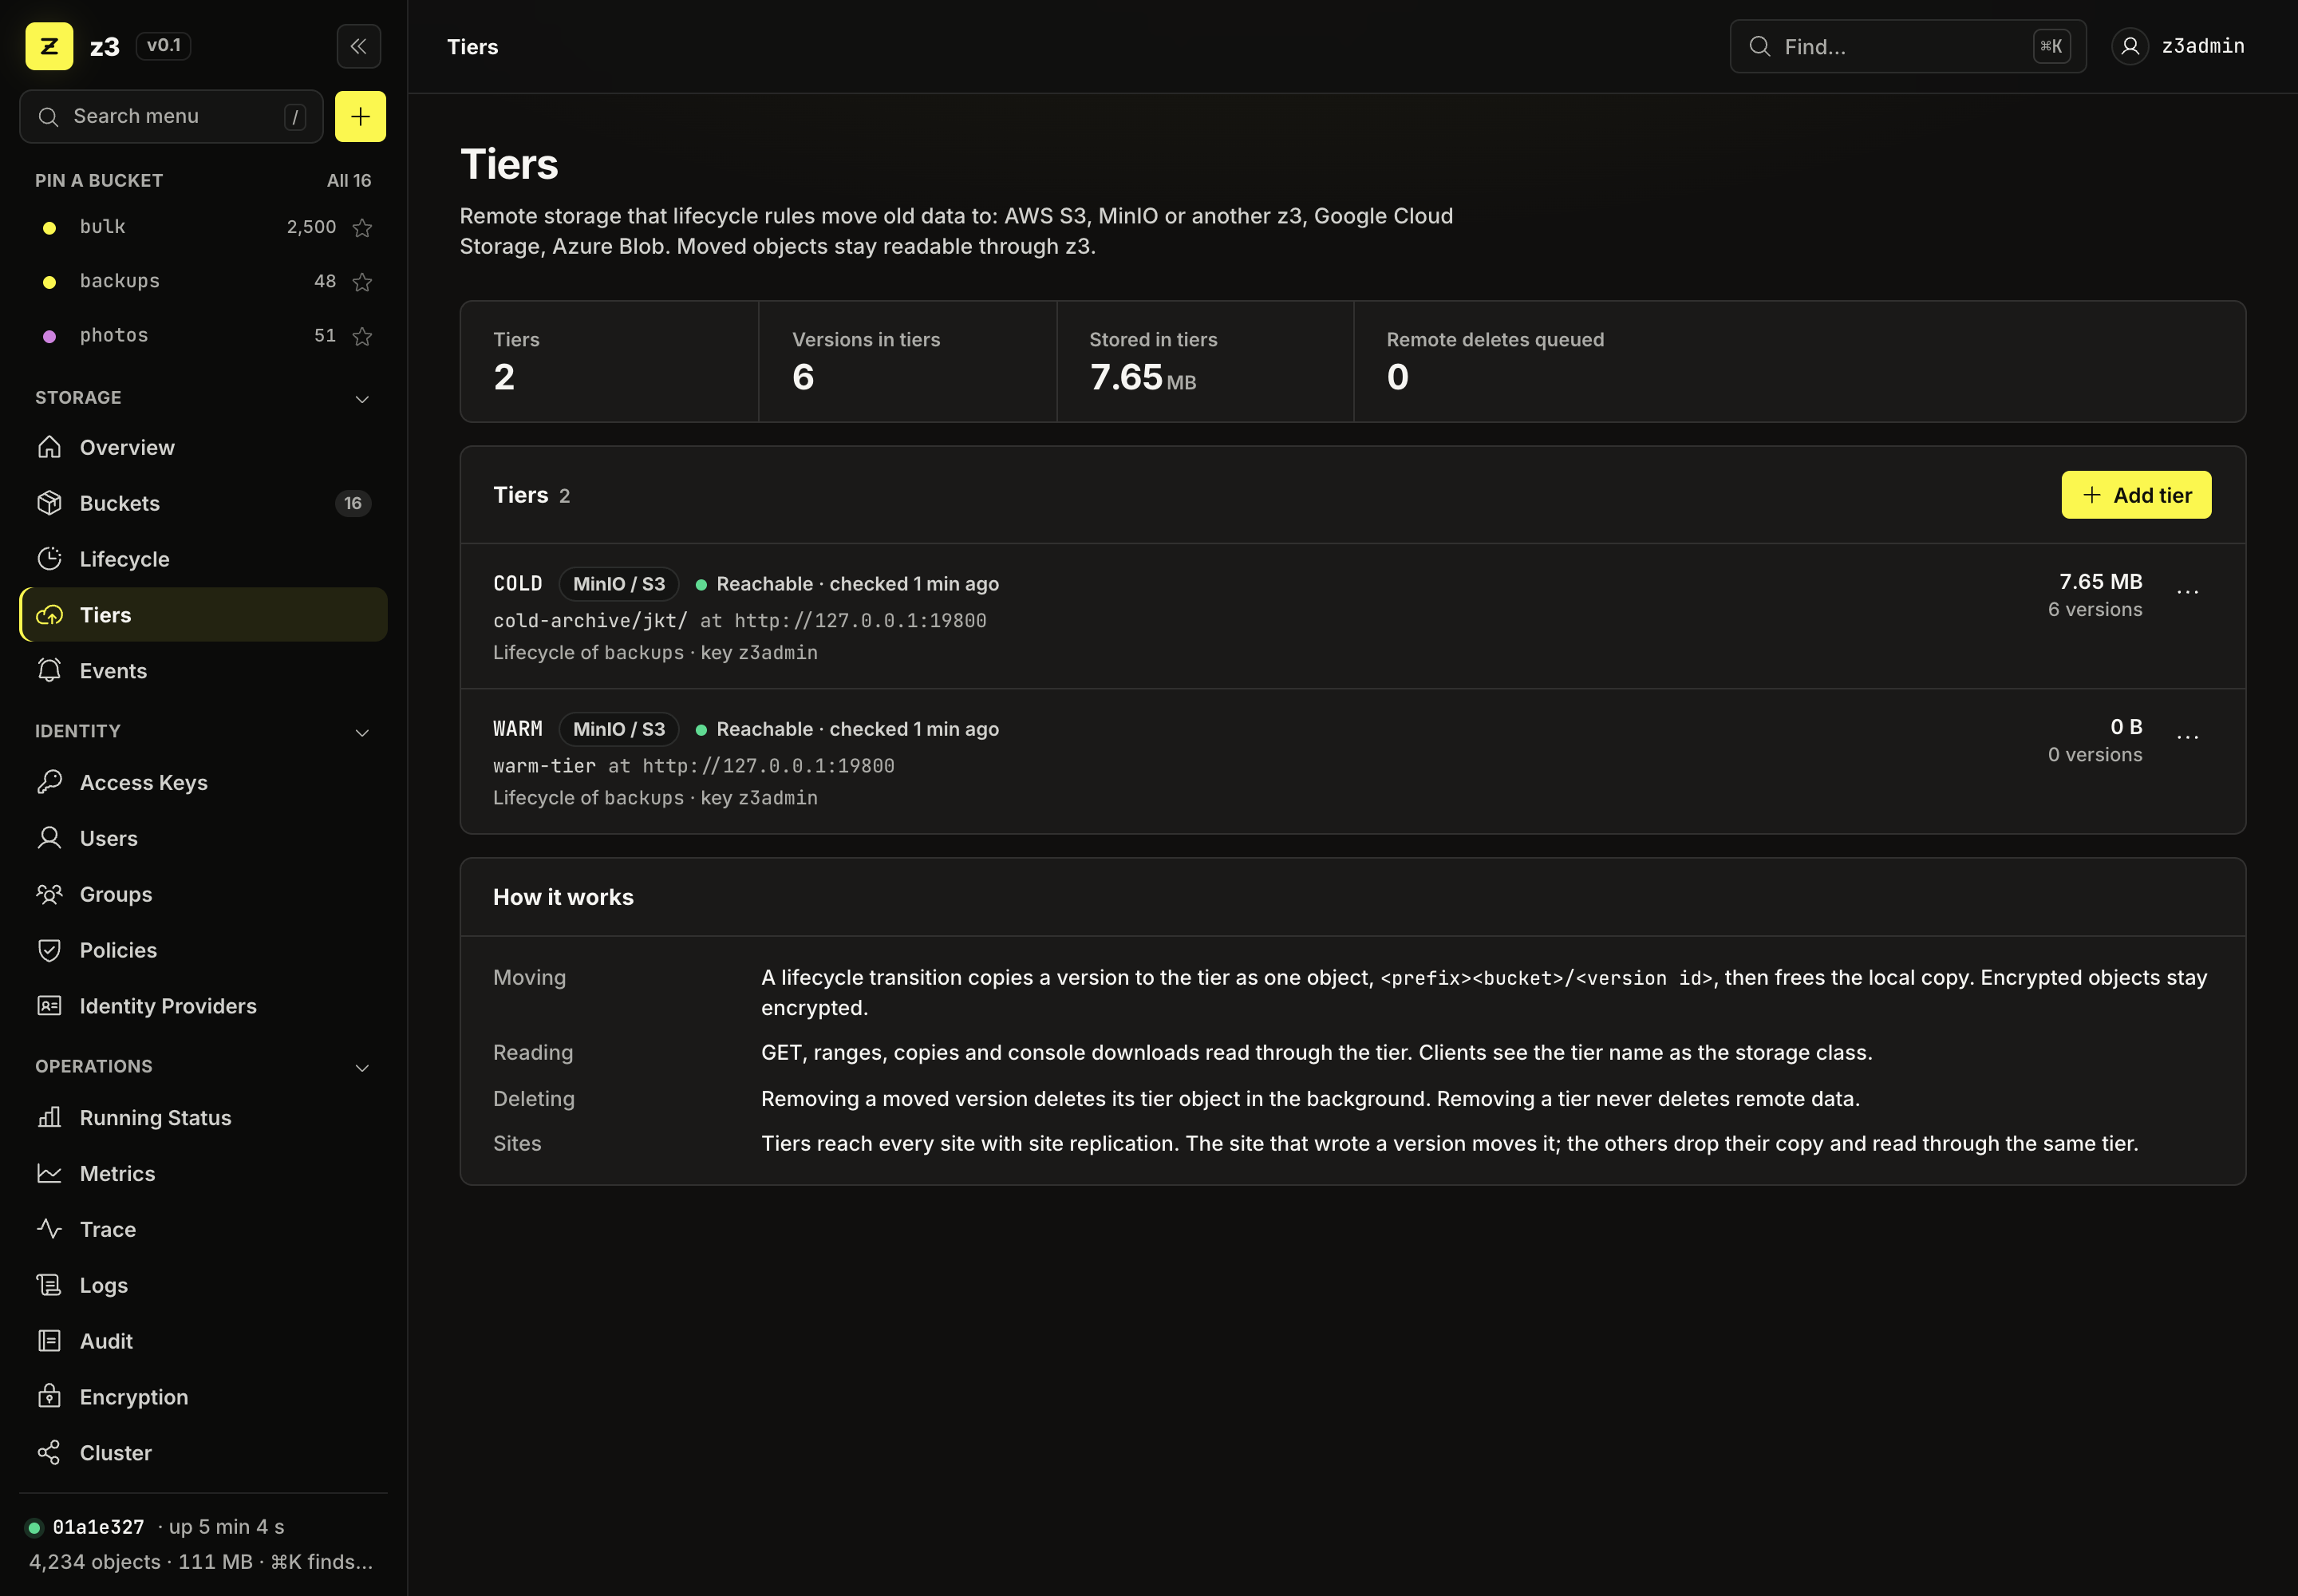 z3 v0.1
Search menu /
PIN A BUCKET All 16
bulk 2,500
backups 48
photos 51
STORAGE
Overview
Buckets 16
Lifecycle
Tiers
Events
IDENTITY
Access Keys
Users
Groups
Policies
Identity Providers
OPERATIONS
Running Status
Metrics
Trace
Logs
Audit
Encryption
Cluster
01a1e327 · up 5 min 4 s
4,234 objects · 111 MB · ⌘K finds...
Tiers
Find... ⌘K
z3admin
Tiers
Remote storage that lifecycle rules move old data to: AWS S3, MinIO or another z3, Google Cloud
Storage, Azure Blob. Moved objects stay readable through z3.
Tiers
2
Versions in tiers
6
Stored in tiers
7.65 MB
Remote deletes queued
0
Tiers 2
+ Add tier
COLD MinIO / S3 Reachable · checked 1 min ago
cold-archive/jkt/ at http://127.0.0.1:19800
Lifecycle of backups · key z3admin
7.65 MB
6 versions
WARM MinIO / S3 Reachable · checked 1 min ago
warm-tier at http://127.0.0.1:19800
Lifecycle of backups · key z3admin
0 B
0 versions
How it works
Moving A lifecycle transition copies a version to the tier as one object, <prefix><bucket>/<version id>, then frees the local copy. Encrypted objects stay
encrypted.
Reading GET, ranges, copies and console downloads read through the tier. Clients see the tier name as the storage class.
Deleting Removing a moved version deletes its tier object in the background. Removing a tier never deletes remote data.
Sites Tiers reach every site with site replication. The site that wrote a version moves it; the others drop their copy and read through the same tier.